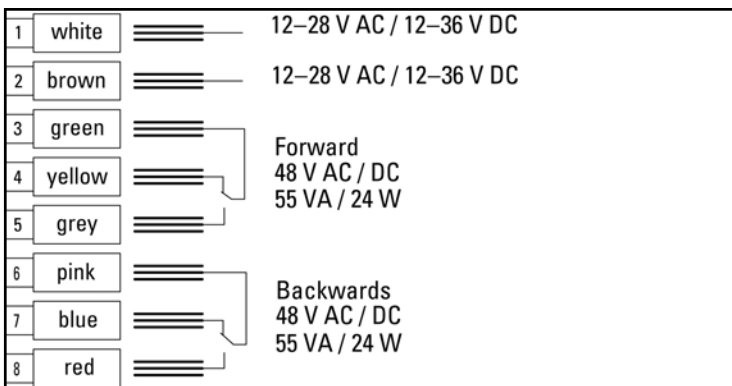 1 white 12–28 V AC / 12–36 V DC
2 brown 12–28 V AC / 12–36 V DC
3 green
Forward
4 yellow 48 V AC / DC
55 VA / 24 W
5 grey
6 pink
Backwards
7 blue 48 V AC / DC
55 VA / 24 W
8 red